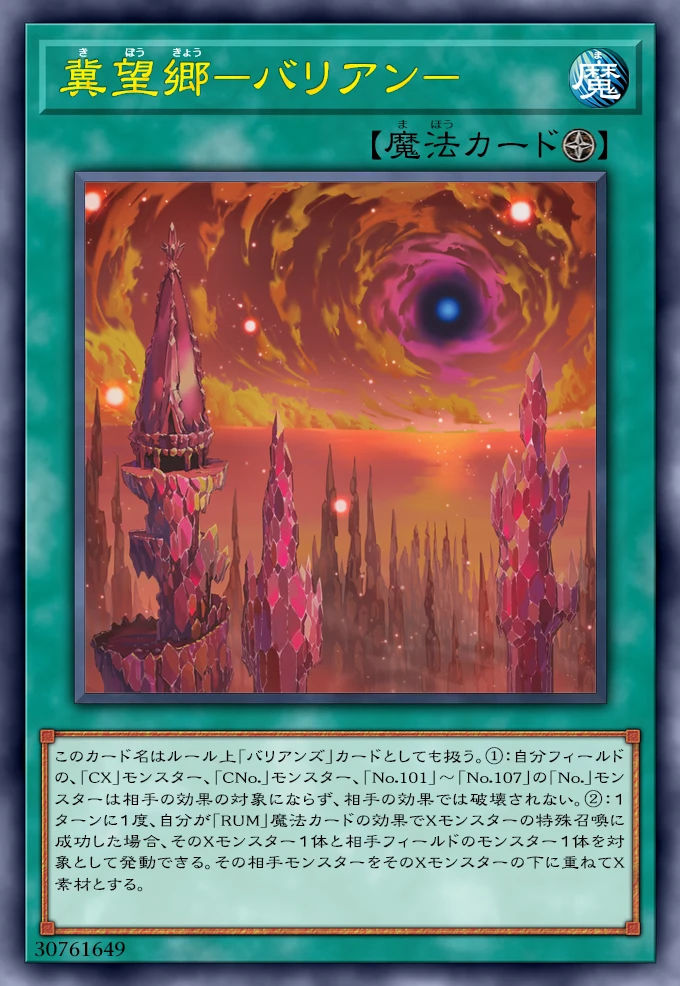 き ぼう きょう
冀望郷－バリアン－
ま
魔
ま ほう
【魔法カード】
このカード名はルール上「バリアンズ」カードとしても扱う。①:自分フィールド
の、「CX」モンスター、「CNo.」モンスター、「No.101」～「No.107」の「No.」モン
スターは相手の効果の対象にならず、相手の効果では破壊されない。②:1
ターンに1度、自分が「RUM」魔法カードの効果でXモンスターの特殊召喚に
成功した場合、そのXモンスター1体と相手フィールドのモンスター1体を対
象として発動できる。その相手モンスターをそのXモンスターの下に重ねてX
素材とする。
30761649